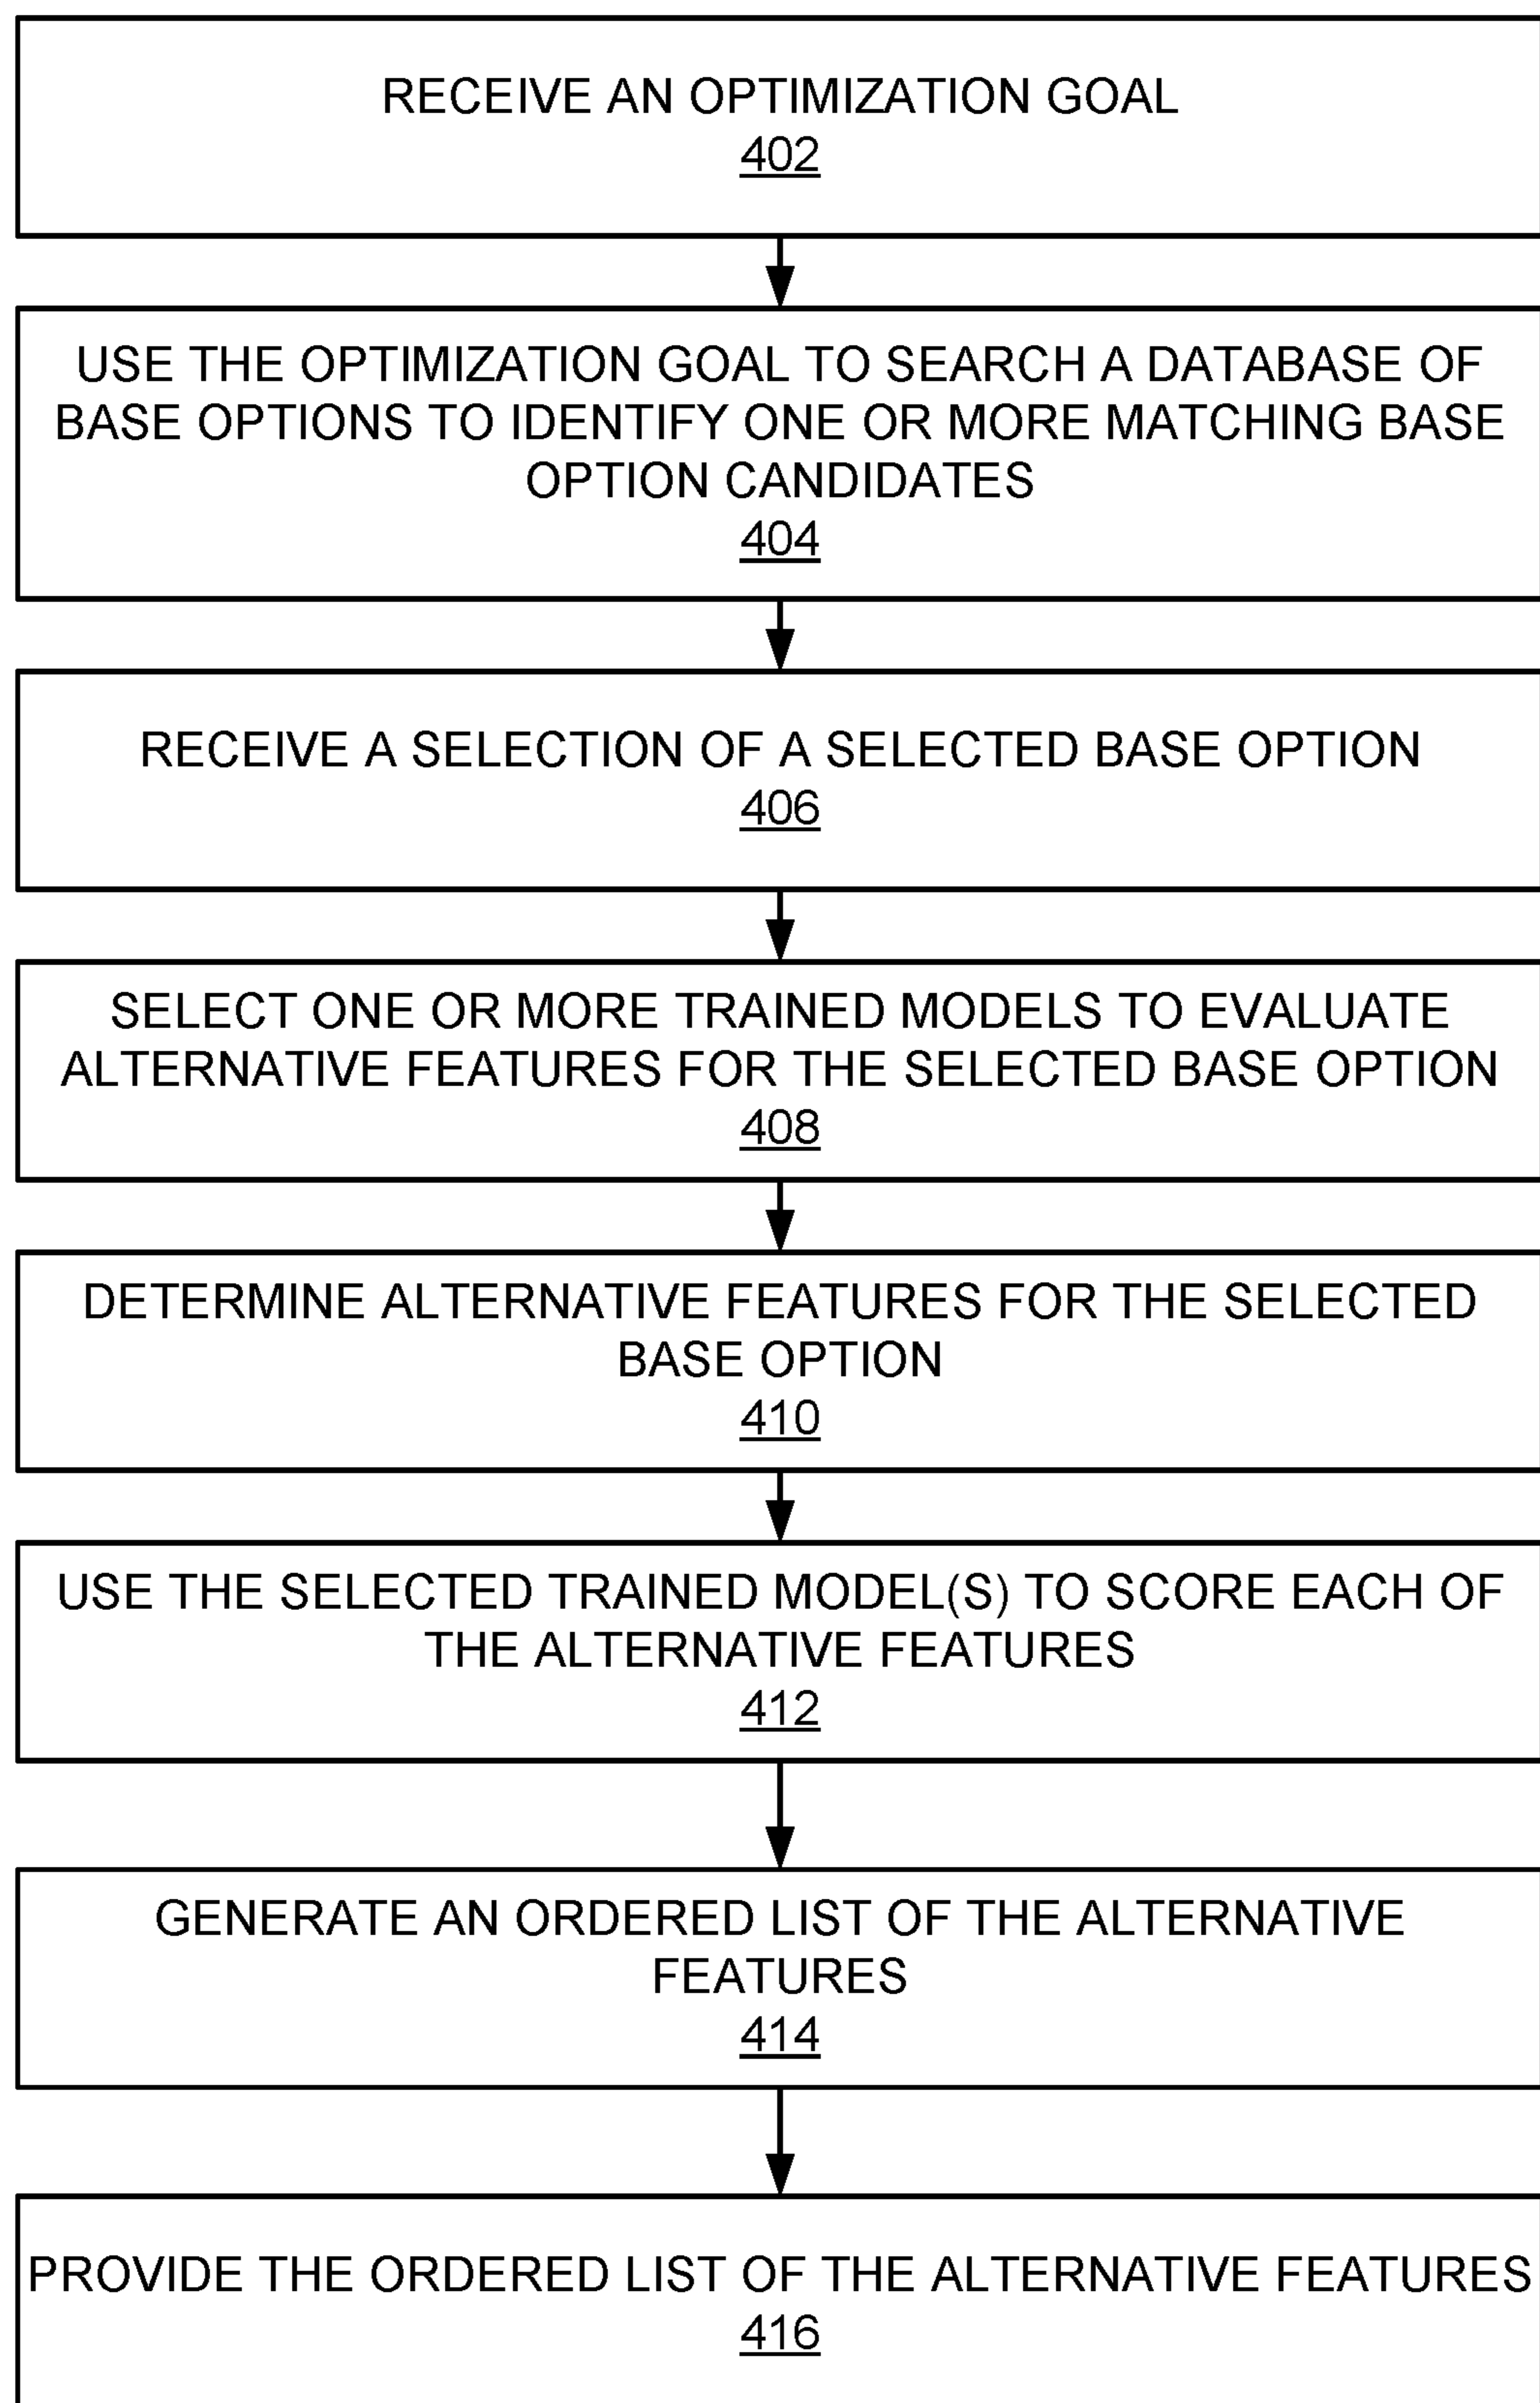 RECEIVE AN OPTIMIZATION GOAL
402
USE THE OPTIMIZATION GOAL TO SEARCH A DATABASE OF
BASE OPTIONS TO IDENTIFY ONE OR MORE MATCHING BASE
OPTION CANDIDATES
404
RECEIVE A SELECTION OF A SELECTED BASE OPTION
406
SELECT ONE OR MORE TRAINED MODELS TO EVALUATE
ALTERNATIVE FEATURES FOR THE SELECTED BASE OPTION
408
DETERMINE ALTERNATIVE FEATURES FOR THE SELECTED
BASE OPTION
410
USE THE SELECTED TRAINED MODEL(S) TO SCORE EACH OF
THE ALTERNATIVE FEATURES
412
GENERATE AN ORDERED LIST OF THE ALTERNATIVE
FEATURES
414
PROVIDE THE ORDERED LIST OF THE ALTERNATIVE FEATURES
416